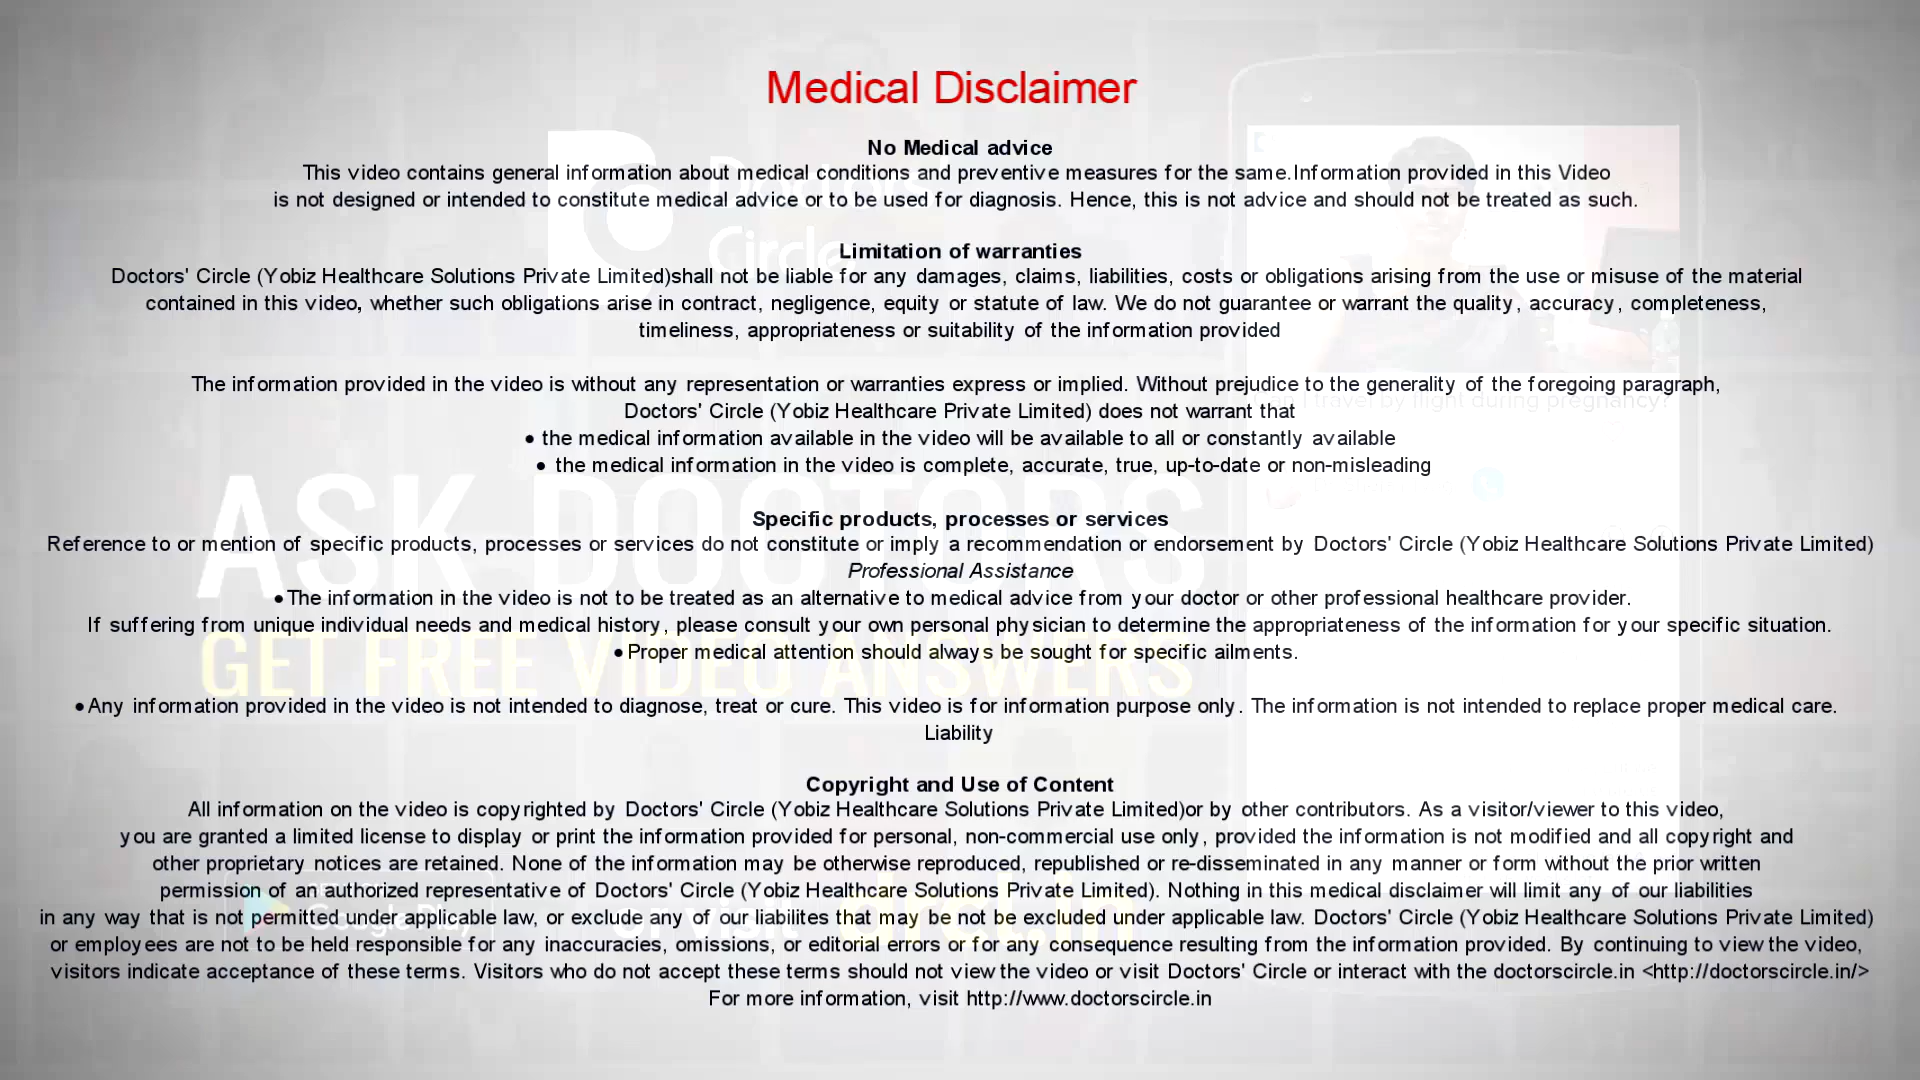 Medical Disclaimer
No Medical advice
This video contains general information about medical conditions and preventive measures for the same.Information provided in this Video
is not designed or intended to constitute medical advice or to be used for diagnosis. Hence, this is not advice and should not be treated as such.
Doctors'
Circle
Limitation of warranties
Doctors' Circle (Yobiz Healthcare Solutions Private Limited)shall not be liable for any damages, claims, liabilities, costs or obligations arising from the use or misuse of the material
contained in this video, whether such obligations arise in contract, negligence, equity or statute of law. We do not guarantee or warrant the quality, accuracy, completeness,
timeliness, appropriateness or suitability of the information provided
The information provided in the video is without any representation or warranties express or implied. Without prejudice to the generality of the foregoing paragraph,
Can I travel by flight during pregnancy?
Doctors' Circle (Yobiz Healthcare Private Limited) does not warrant that
• the medical information available in the video will be available to all or constantly available
• the medical information in the video is complete, accurate, true, up-to-date or non-misleading
ASK DOCTORS
Specific products, processes or services
Reference to or mention of specific products, processes or services do not constitute or imply a recommendation or endorsement by Doctors' Circle (Yobiz Healthcare Solutions Private Limited)
Professional Assistance
•The information in the video is not to be treated as an alternative to medical advice from your doctor or other professional healthcare provider.
If suffering from unique individual needs and medical history, please consult your own personal physician to determine the appropriateness of the information for your specific situation.
•Proper medical attention should always be sought for specific ailments.
GET FREE VIDEO ANSWERS
•Any information provided in the video is not intended to diagnose, treat or cure. This video is for information purpose only. The information is not intended to replace proper medical care.
Liability
Copyright and Use of Content
All information on the video is copyrighted by Doctors' Circle (Yobiz Healthcare Solutions Private Limited)or by other contributors. As a visitor/viewer to this video,
you are granted a limited license to display or print the information provided for personal, non-commercial use only, provided the information is not modified and all copyright and
other proprietary notices are retained. None of the information may be otherwise reproduced, republished or re-disseminated in any manner or form without the prior written
permission of an authorized representative of Doctors' Circle (Yobiz Healthcare Solutions Private Limited). Nothing in this medical disclaimer will limit any of our liabilities
in any way that is not permitted under applicable law, or exclude any of our liabilites that may be not be excluded under applicable law. Doctors' Circle (Yobiz Healthcare Solutions Private Limited)
Google Play or visit drcl.in
or employees are not to be held responsible for any inaccuracies, omissions, or editorial errors or for any consequence resulting from the information provided. By continuing to view the video,
visitors indicate acceptance of these terms. Visitors who do not accept these terms should not view the video or visit Doctors' Circle or interact with the doctorscircle.in <http://doctorscircle.in/>
For more information, visit http://www.doctorscircle.in